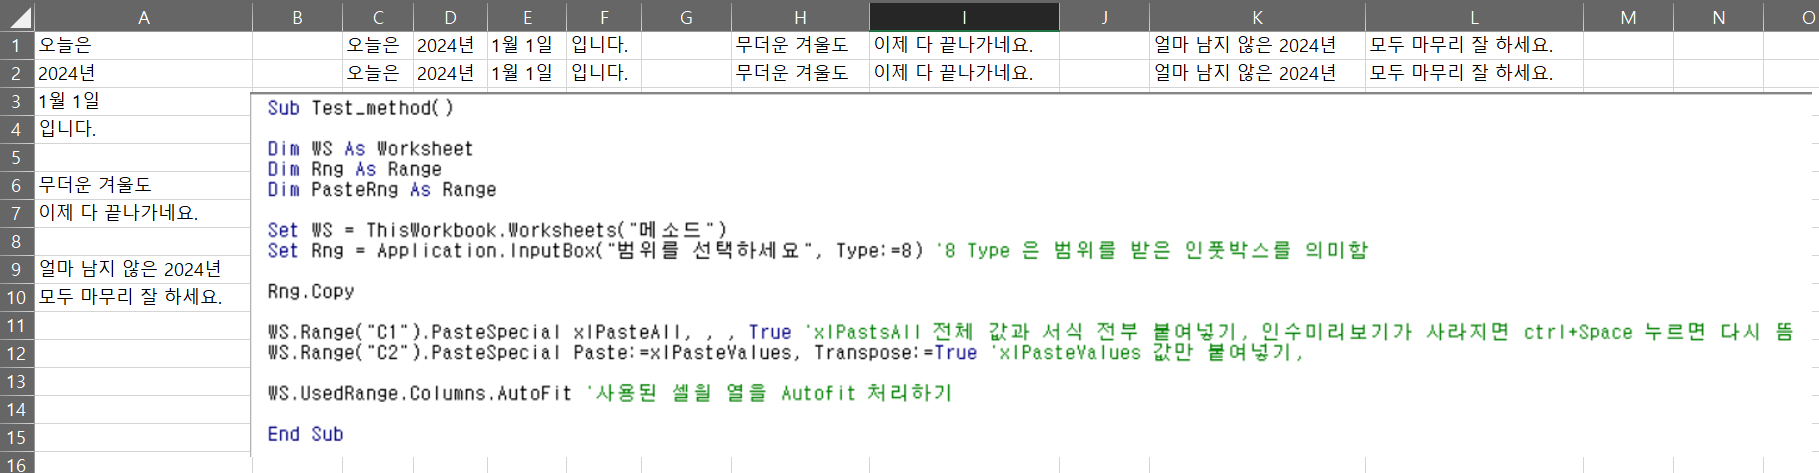 A B C D E F G H I J K L M N O
1 오늘은 오늘은 2024년 1월 1일 입니다. 무더운 겨울도 이제 다 끝나가네요. 얼마 남지 않은 2024년 모두 마무리 잘 하세요.
2 2024년 오늘은 2024년 1월 1일 입니다. 무더운 겨울도 이제 다 끝나가네요. 얼마 남지 않은 2024년 모두 마무리 잘 하세요.
3 1월 1일
4 입니다.
5
6 무더운 겨울도
7 이제 다 끝나가네요.
8
9 얼마 남지 않은 2024년
10 모두 마무리 잘 하세요.
11
12
13
14
15
16
Sub Test_method()
Dim WS As Worksheet
Dim Rng As Range
Dim PasteRng As Range
Set WS = ThisWorkbook.Worksheets("메소드")
Set Rng = Application.InputBox("범위를 선택하세요", Type:=8) '8 Type 은 범위를 받은 인풋박스를 의미함
Rng.Copy
WS.Range("C1").PasteSpecial xlPasteAll, , , True 'xlPastsAll 전체 값과 서식 전부 붙여넣기, 인수미리보기가 사라지면 ctrl+Space 누르면 다시 뜸
WS.Range("C2").PasteSpecial Paste:=xlPasteValues, Transpose:=True 'xlPasteValues 값만 붙여넣기,
WS.UsedRange.Columns.AutoFit '사용된 셀월 열을 Autofit 처리하기
End Sub